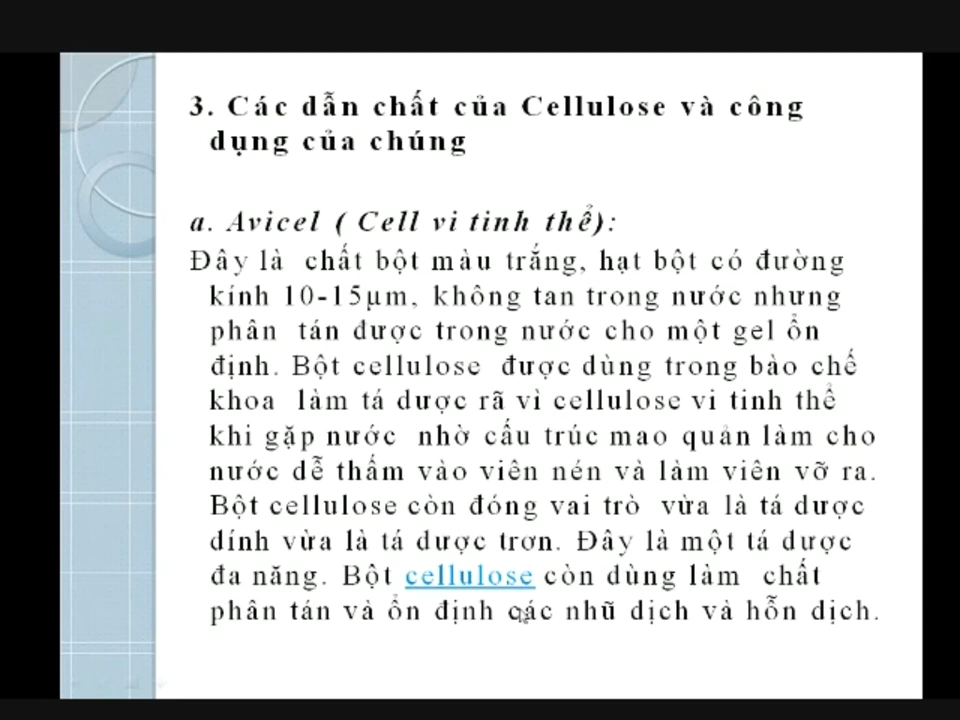 3. Các dẫn chất của Cellulose và công
dụng của chúng
a. Avicel ( Cell vi tinh thể):
Đây là chất bột màu trắng, hạt bột có đường
kính 10-15µm, không tan trong nước nhưng
phân tán được trong nước cho một gel ổn
định. Bột cellulose được dùng trong bào chế
khoa làm tá dược rã vì cellulose vi tinh thể
khi gặp nước nhờ cấu trúc mao quản làm cho
nước dễ thấm vào viên nén và làm viên vỡ ra.
Bột cellulose còn đóng vai trò vừa là tá dược
dính vừa là tá dược trơn. Đây là một tá dược
đa năng. Bột cellulose còn dùng làm chất
phân tán và ổn định các nhũ dịch và hỗn dịch.